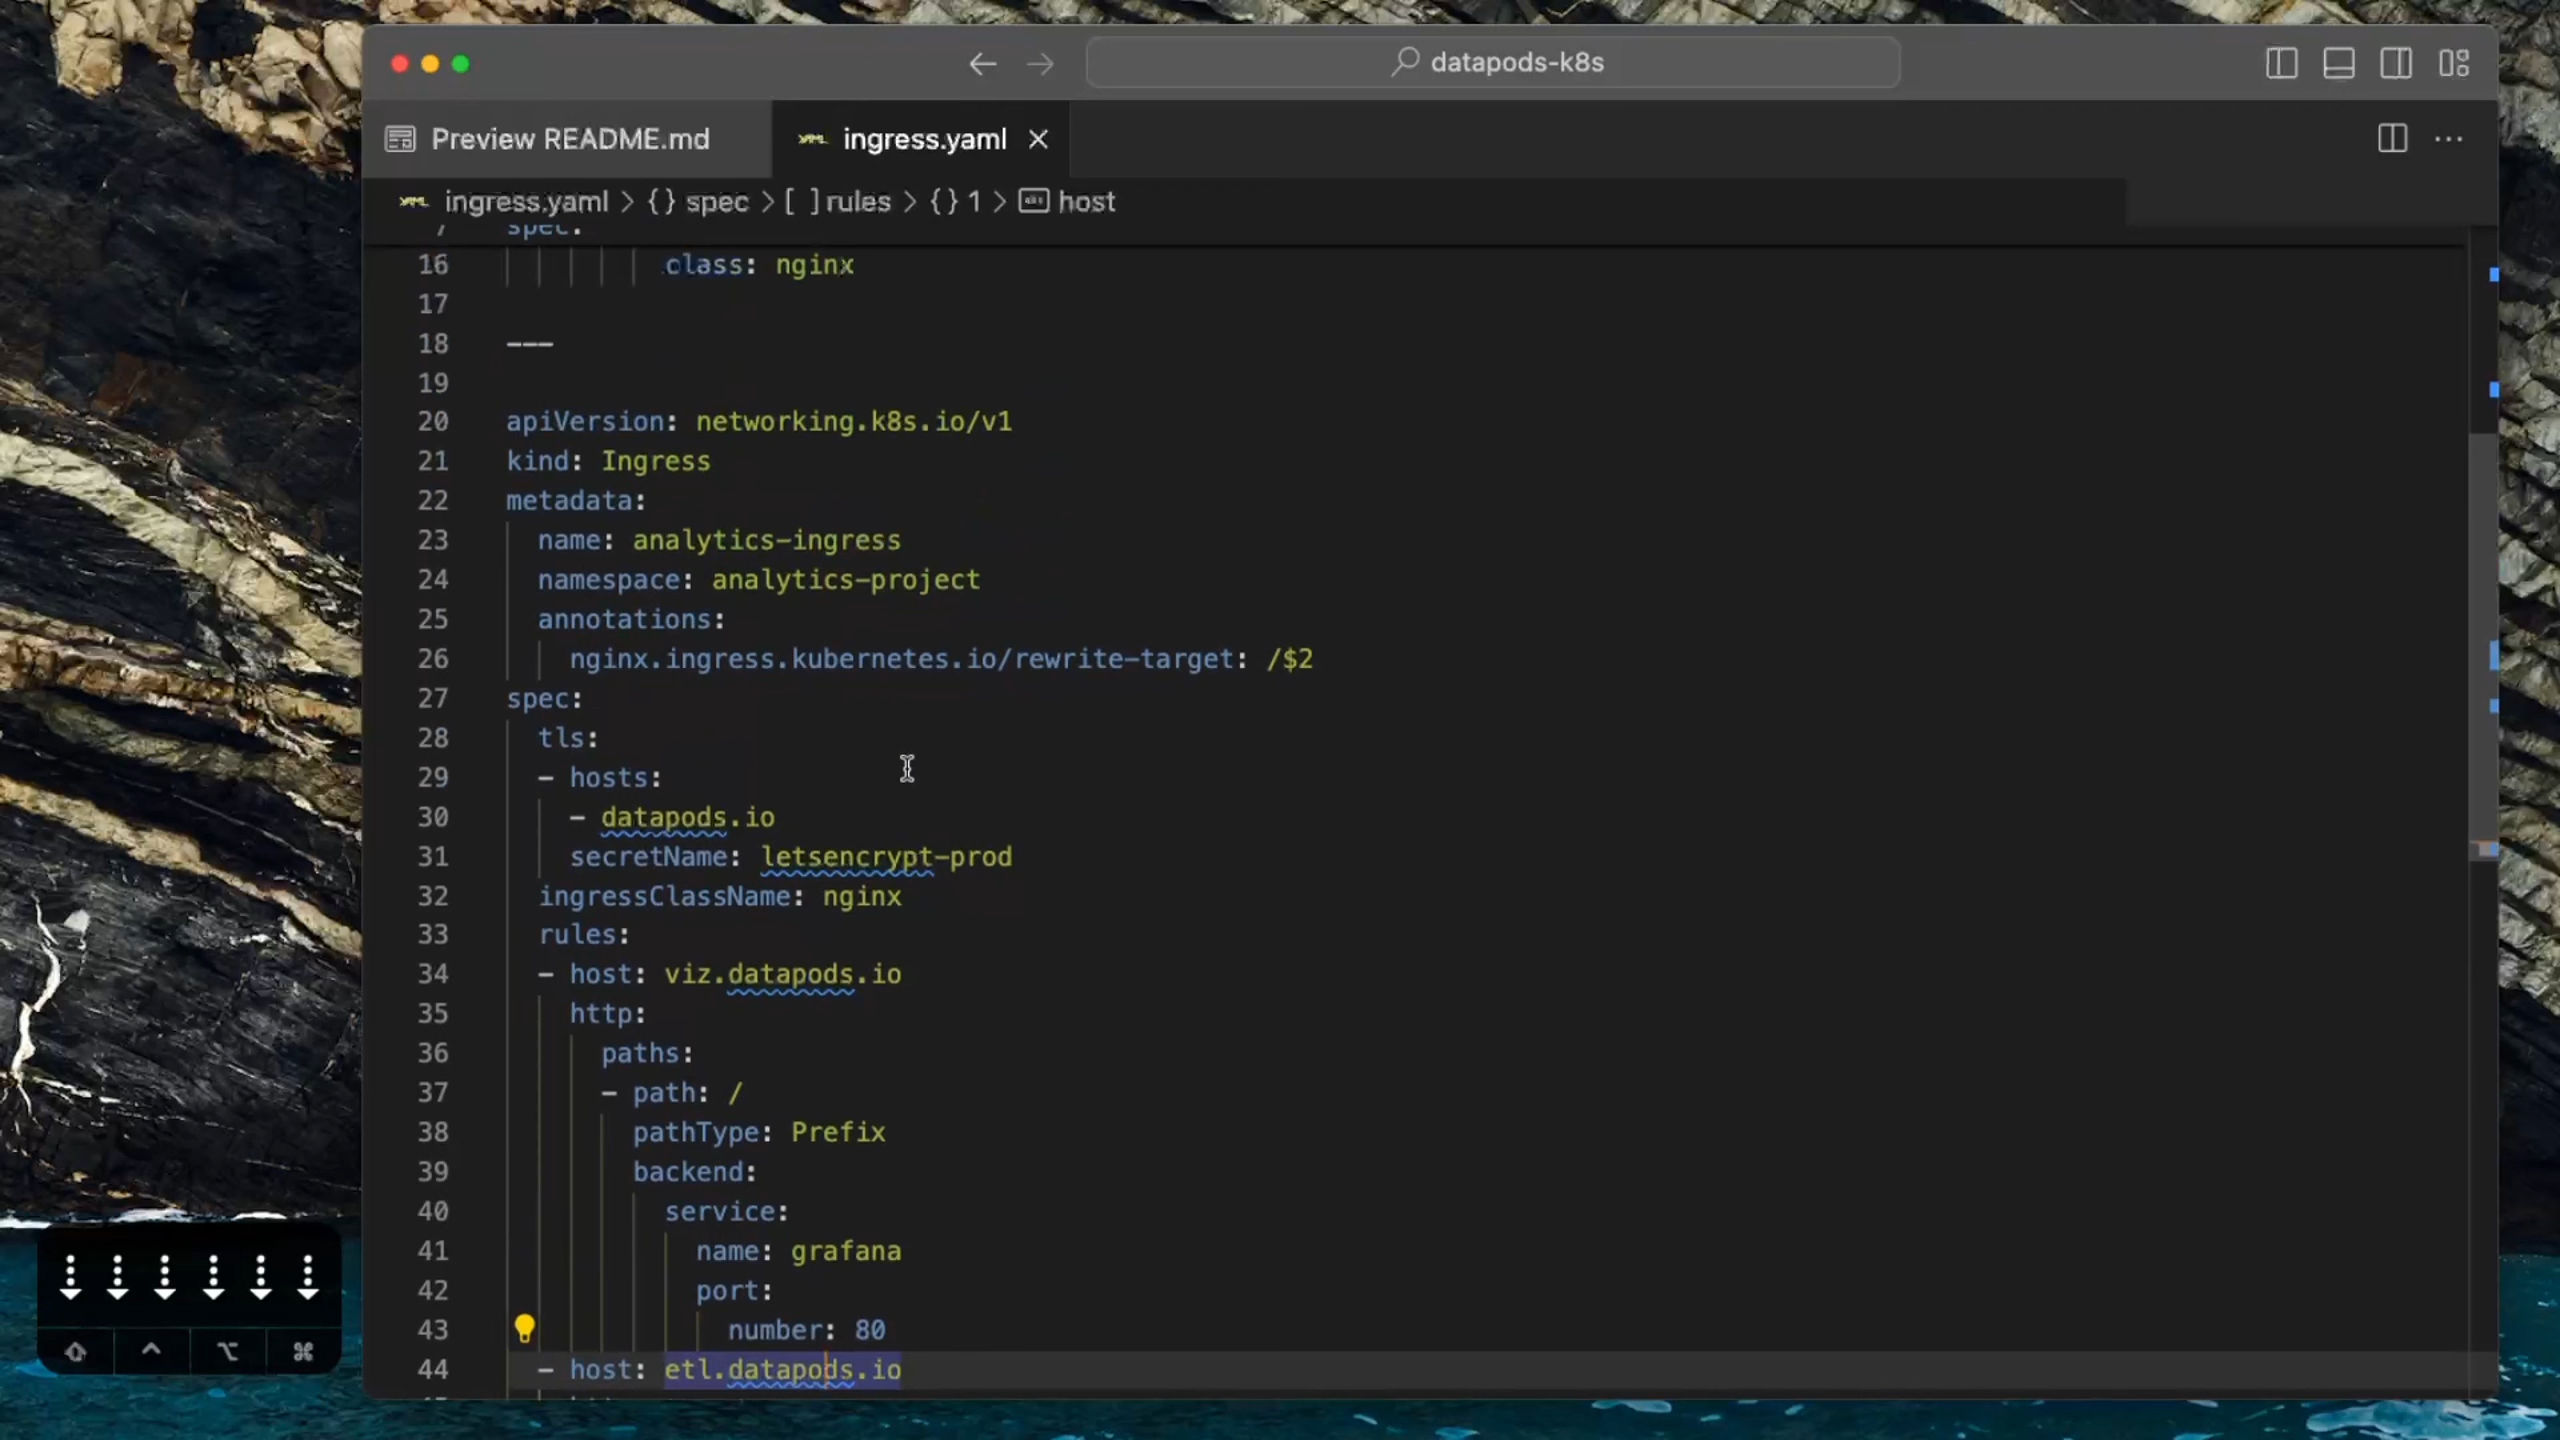 datapods-k8s
Preview README.md
ingress.yaml
ingress.yaml > {} spec > [ ] rules > {} 1 > host
7 spec:
16 class: nginx
17
18 ---
19
20 apiVersion: networking.k8s.io/v1
21 kind: Ingress
22 metadata:
23 name: analytics-ingress
24 namespace: analytics-project
25 annotations:
26 nginx.ingress.kubernetes.io/rewrite-target: /$2
27 spec:
28 tls:
29 - hosts:
30 - datapods.io
31 secretName: letsencrypt-prod
32 ingressClassName: nginx
33 rules:
34 - host: viz.datapods.io
35 http:
36 paths:
37 - path: /
38 pathType: Prefix
39 backend:
40 service:
41 name: grafana
42 port:
43 number: 80
44 - host: etl.datapods.io